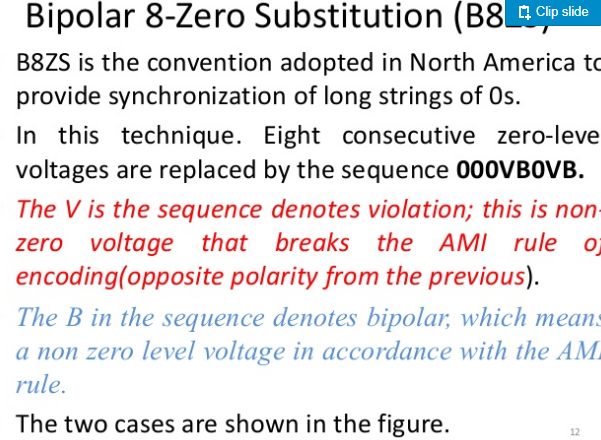 Bipolar 8-Zero Substitution (B8
Clip slide
B8ZS is the convention adopted in North America to
provide synchronization of long strings of 0s.
In this technique. Eight consecutive zero-leve
voltages are replaced by the sequence 000VB0VB.
The V is the sequence denotes violation; this is non-
zero voltage that breaks the AMI rule of
encoding(opposite polarity from the previous).
The B in the sequence denotes bipolar, which means
a non zero level voltage in accordance with the AMI
rule.
The two cases are shown in the figure.
12